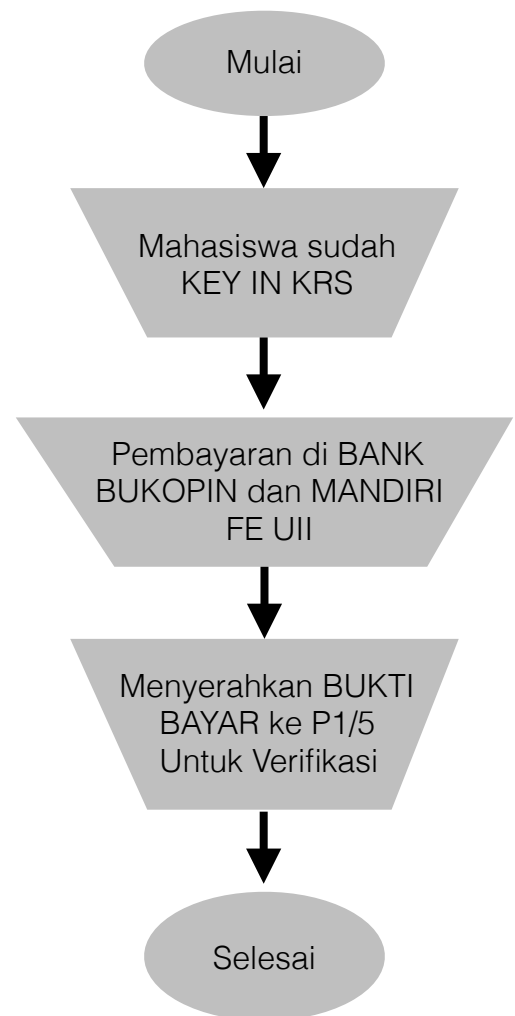 Mulai
Mahasiswa sudah
KEY IN KRS
Pembayaran di BANK
BUKOPIN dan MANDIRI
FE UII
Menyerahkan BUKTI
BAYAR ke P1/5
Untuk Verifikasi
Selesai